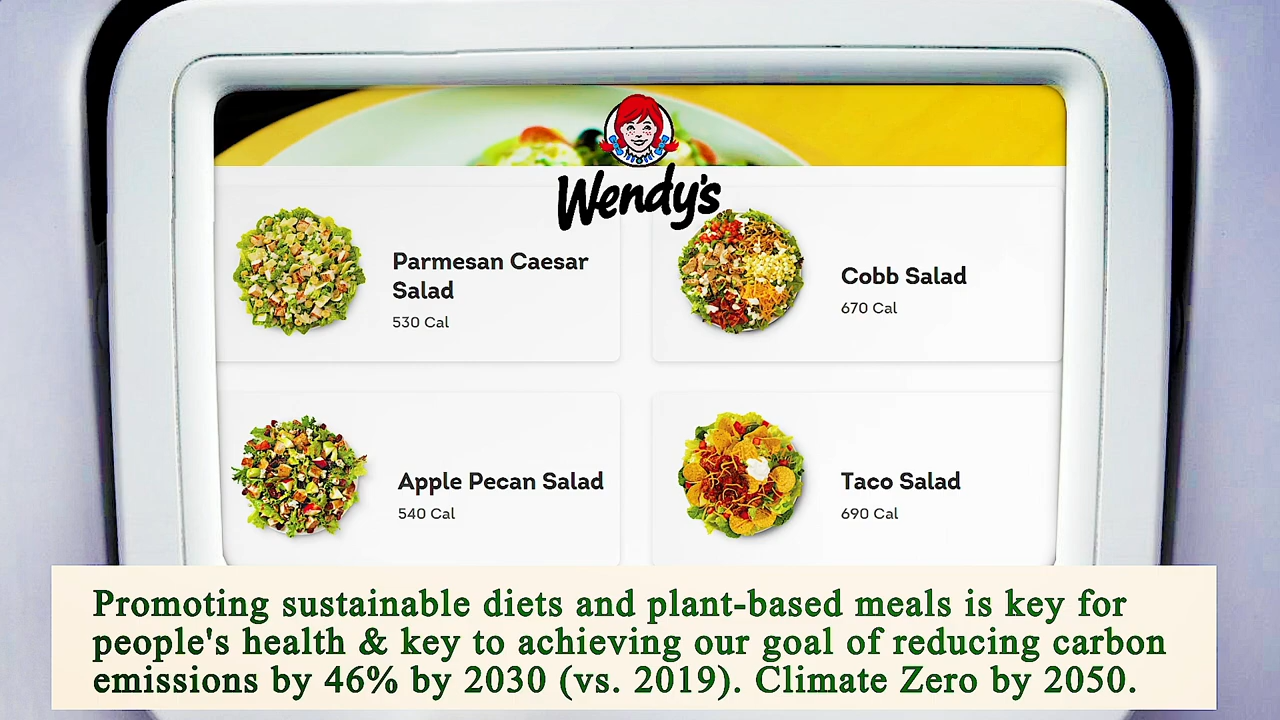 Wendy's
Parmesan Caesar
Salad
530 Cal
Cobb Salad
670 Cal
Apple Pecan Salad
540 Cal
Taco Salad
690 Cal
Promoting sustainable diets and plant-based meals is key for
people's health & key to achieving our goal of reducing carbon
emissions by 46% by 2030 (vs. 2019). Climate Zero by 2050.